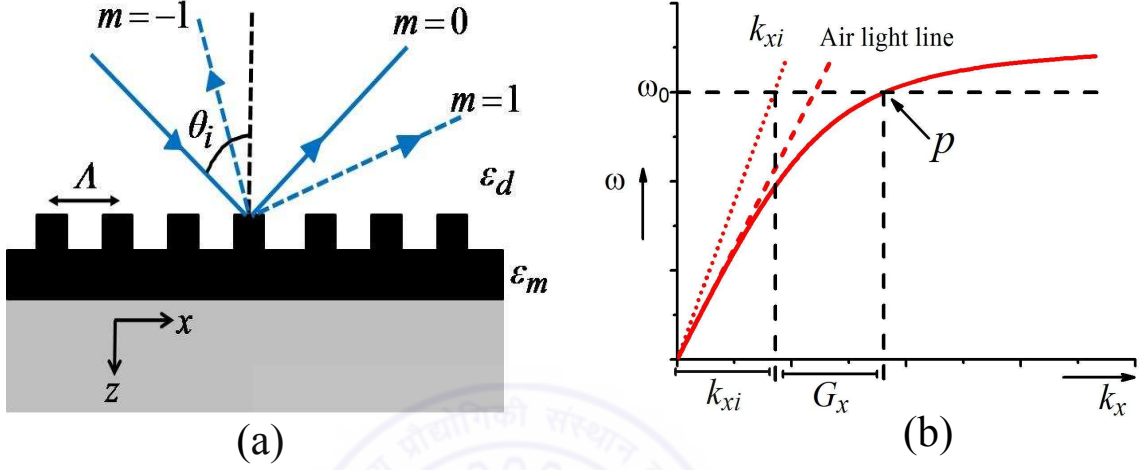 m=-1
m=0
m=1
θi
Λ
εd
εm
x
z
(a)
kxi
Air light line
ω0
ω
p
kxi
Gx
kx
(b)